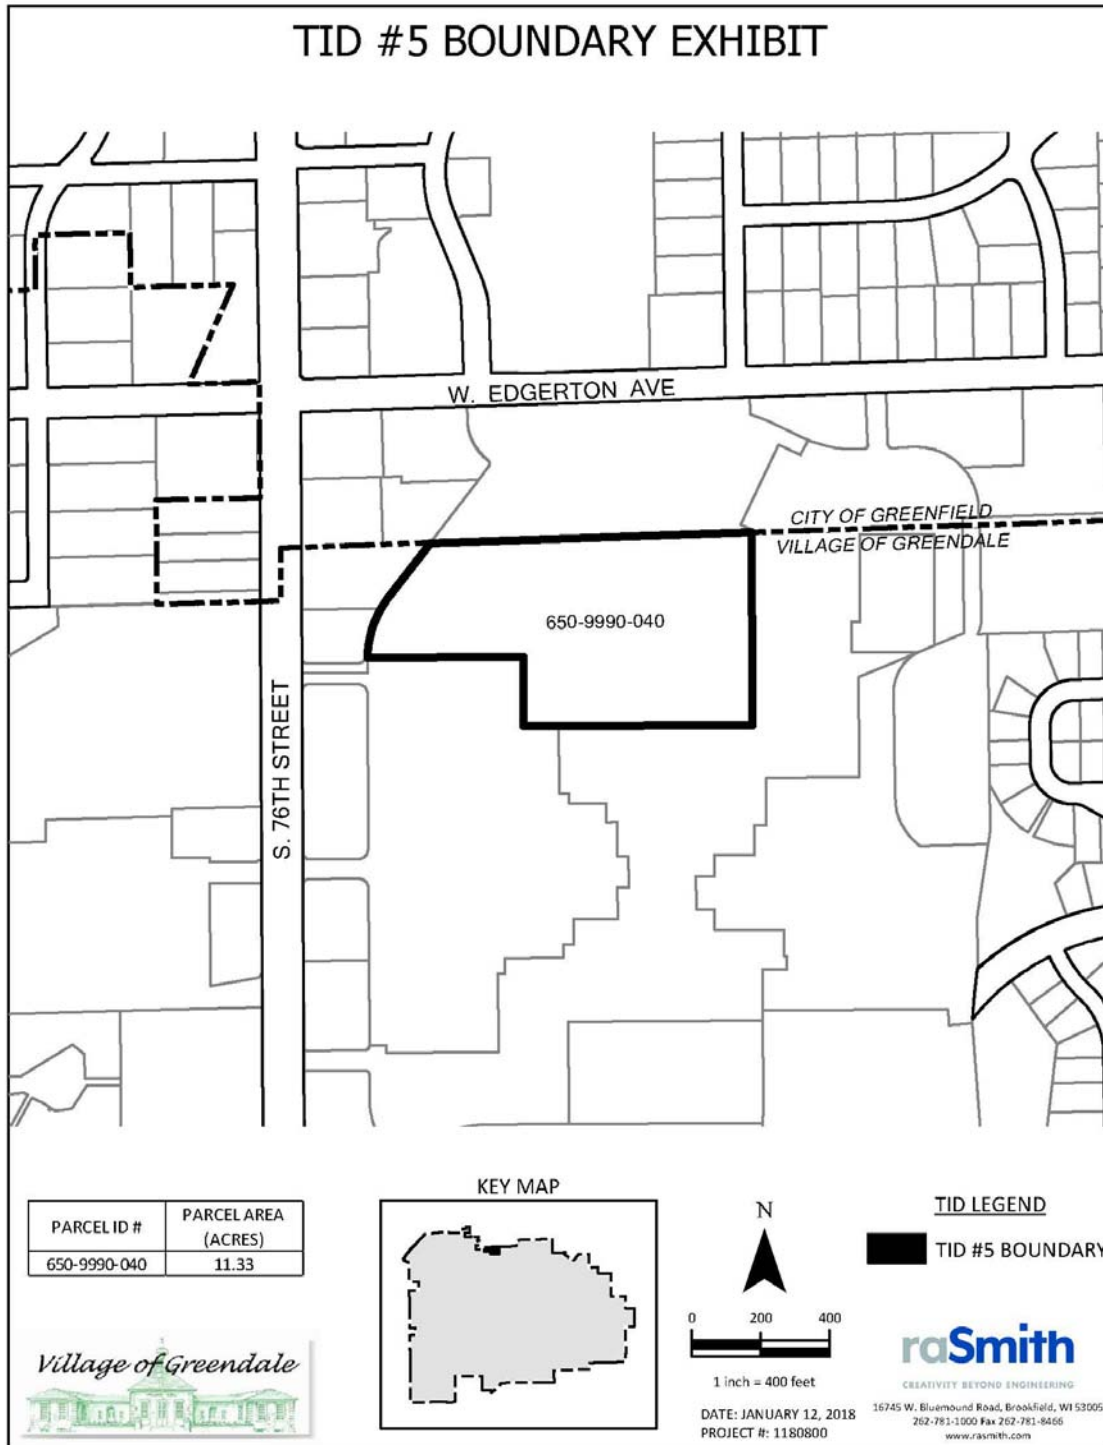 TID #5 BOUNDARY EXHIBIT
W. EDGERTON AVE
CITY OF GREENFIELD
VILLAGE OF GREENDALE
650-9990-040
S. 76TH STREET
KEY MAP
PARCEL ID # PARCEL AREA
(ACRES)
650-9990-040 11.33
N
0 200 400
1 inch = 400 feet
DATE: JANUARY 12, 2018
PROJECT #: 1180800
TID LEGEND
TID #5 BOUNDARY
Village of Greendale
raSmith
CREATIVITY BEYOND ENGINEERING
16745 W. Bluemound Road, Brookfield, WI 53005
262-781-1000 Fax 262-781-8466
www.rasmith.com